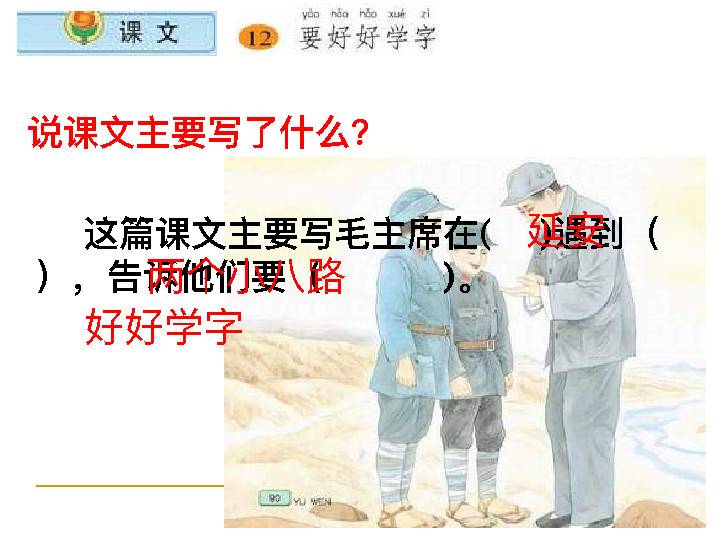 课 文
yào hǎo hǎo xué zì
12 要好好学字
说课文主要写了什么?
这篇课文主要写毛主席在( )遇到（
），告诉他们要（ )。
延安
两个小八路
好好学字
90 YU WEN